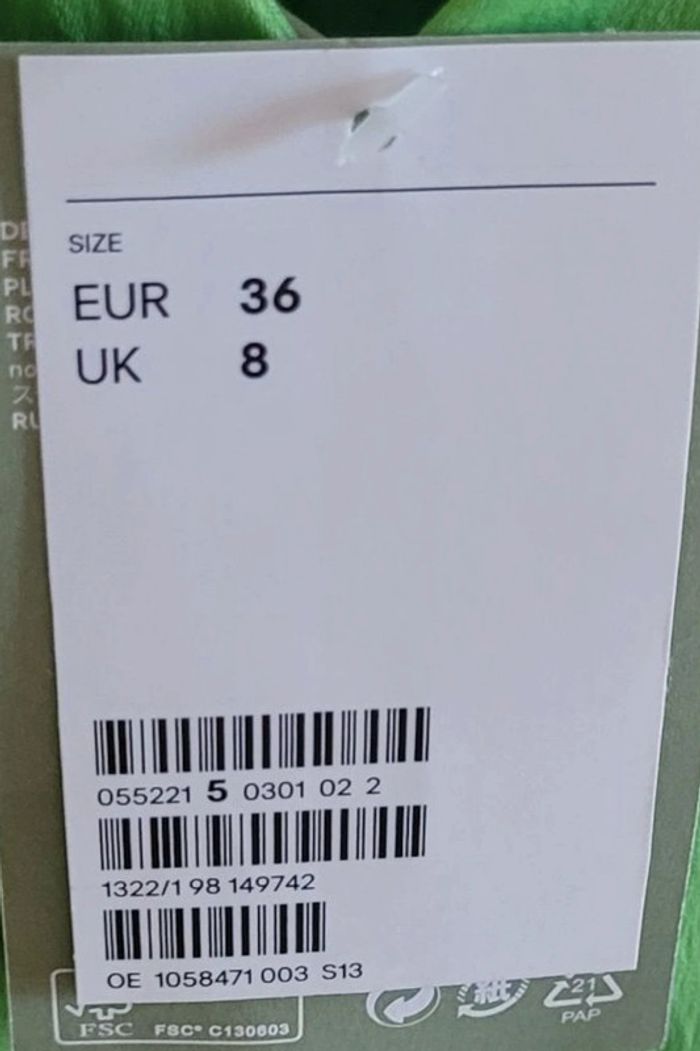 SIZE
EUR 36
UK 8
055221 5 0301 02 2
1322/1 98 149742
OE 1058471 003 S13
FSC
FSC® C130603
紙
21
PAP